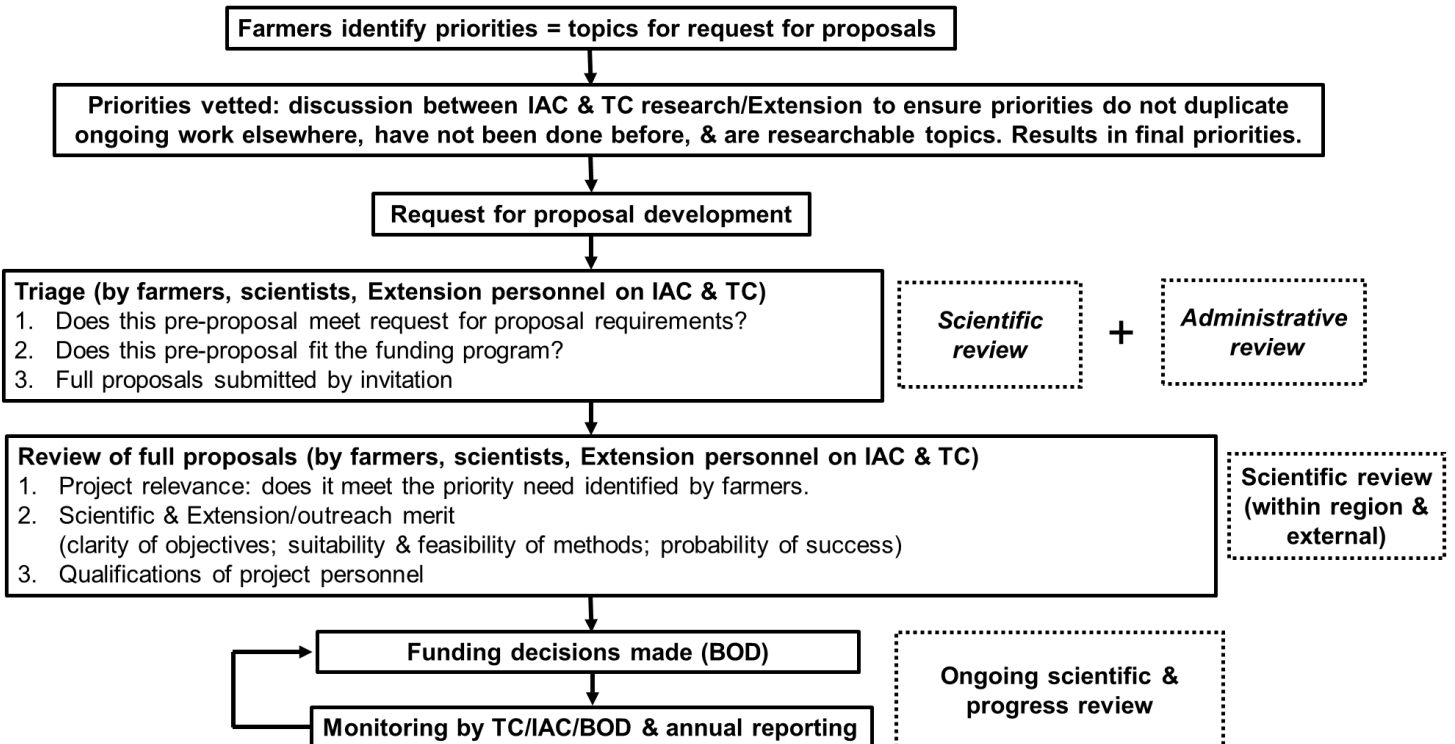 Farmers identify priorities = topics for request for proposals
Priorities vetted: discussion between IAC & TC research/Extension to ensure priorities do not duplicate
ongoing work elsewhere, have not been done before, & are researchable topics. Results in final priorities.
Request for proposal development
Triage (by farmers, scientists, Extension personnel on IAC & TC)
1. Does this pre-proposal meet request for proposal requirements?
2. Does this pre-proposal fit the funding program?
3. Full proposals submitted by invitation
Scientific
review
+
Administrative
review
Review of full proposals (by farmers, scientists, Extension personnel on IAC & TC)
1. Project relevance: does it meet the priority need identified by farmers.
2. Scientific & Extension/outreach merit
(clarity of objectives; suitability & feasibility of methods; probability of success)
3. Qualifications of project personnel
Scientific review
(within region &
external)
Funding decisions made (BOD)
Monitoring by TC/IAC/BOD & annual reporting
Ongoing scientific &
progress review